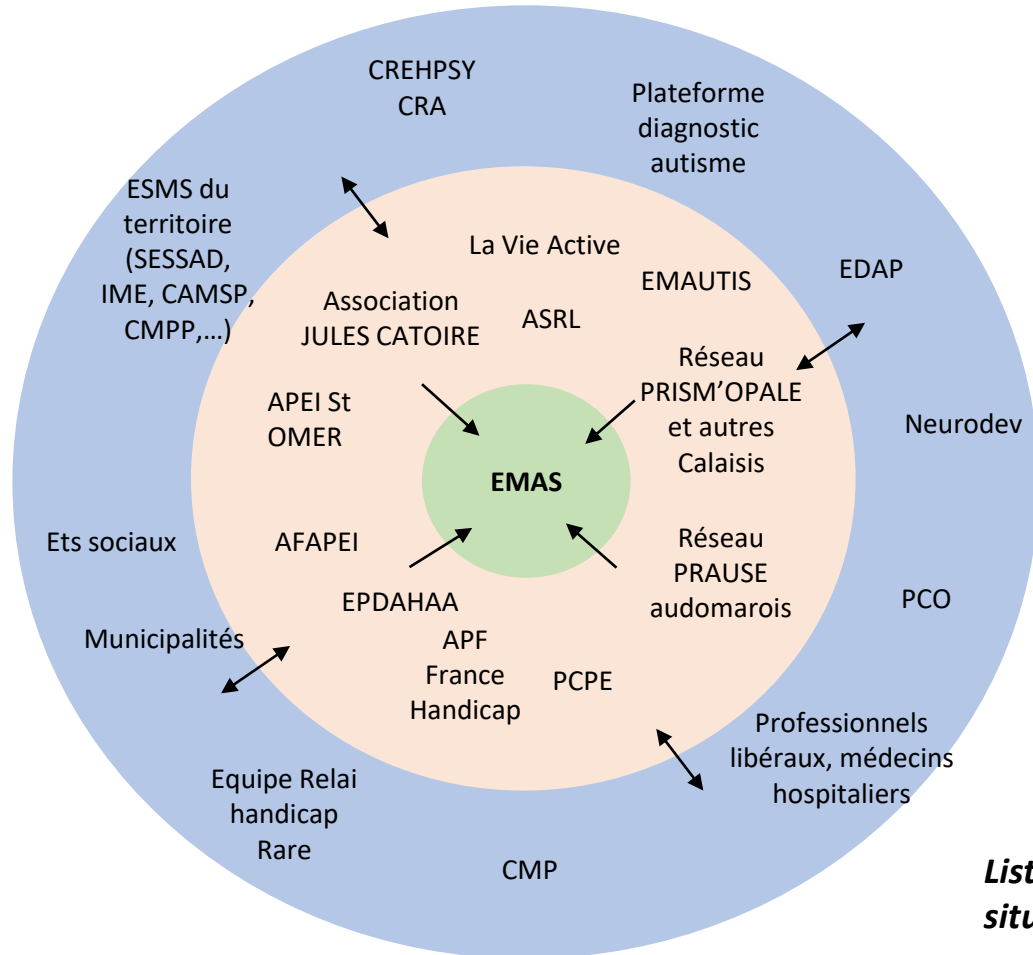 CREHPSY
CRA
Plateforme
diagnostic
autisme
ESMS du
territoire
(SESSAD,
IME, CAMSP,
CMPP,…)
La Vie Active
EMAUTIS
EDAP
Association
JULES CATOIRE
ASRL
Réseau
PRISM’OPALE
et autres
Calaisis
APEI St
OMER
Neurodev
EMAS
Ets sociaux
AFAPEI
Réseau
PRAUSE
audomarois
EPDAHAA
PCO
Municipalités
APF
France
Handicap
PCPE
Professionnels
libéraux, médecins
hospitaliers
Equipe Relai
handicap
Rare
CMP
List
situ